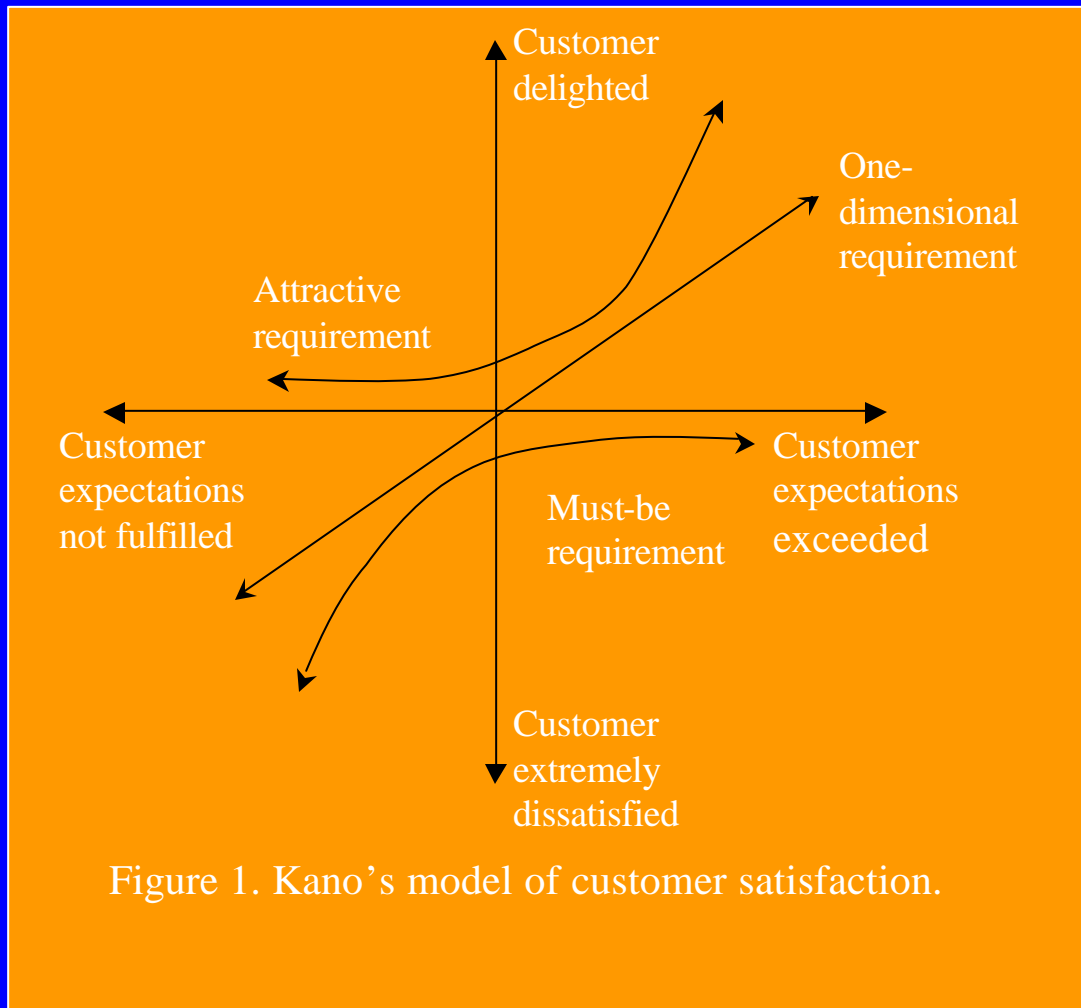 Customer
delighted
One-
dimensional
requirement
Attractive
requirement
Customer
expectations
not fulfilled
Customer
expectations
exceeded
Must-be
requirement
Customer
extremely
dissatisfied
Figure 1. Kano’s model of customer satisfaction.